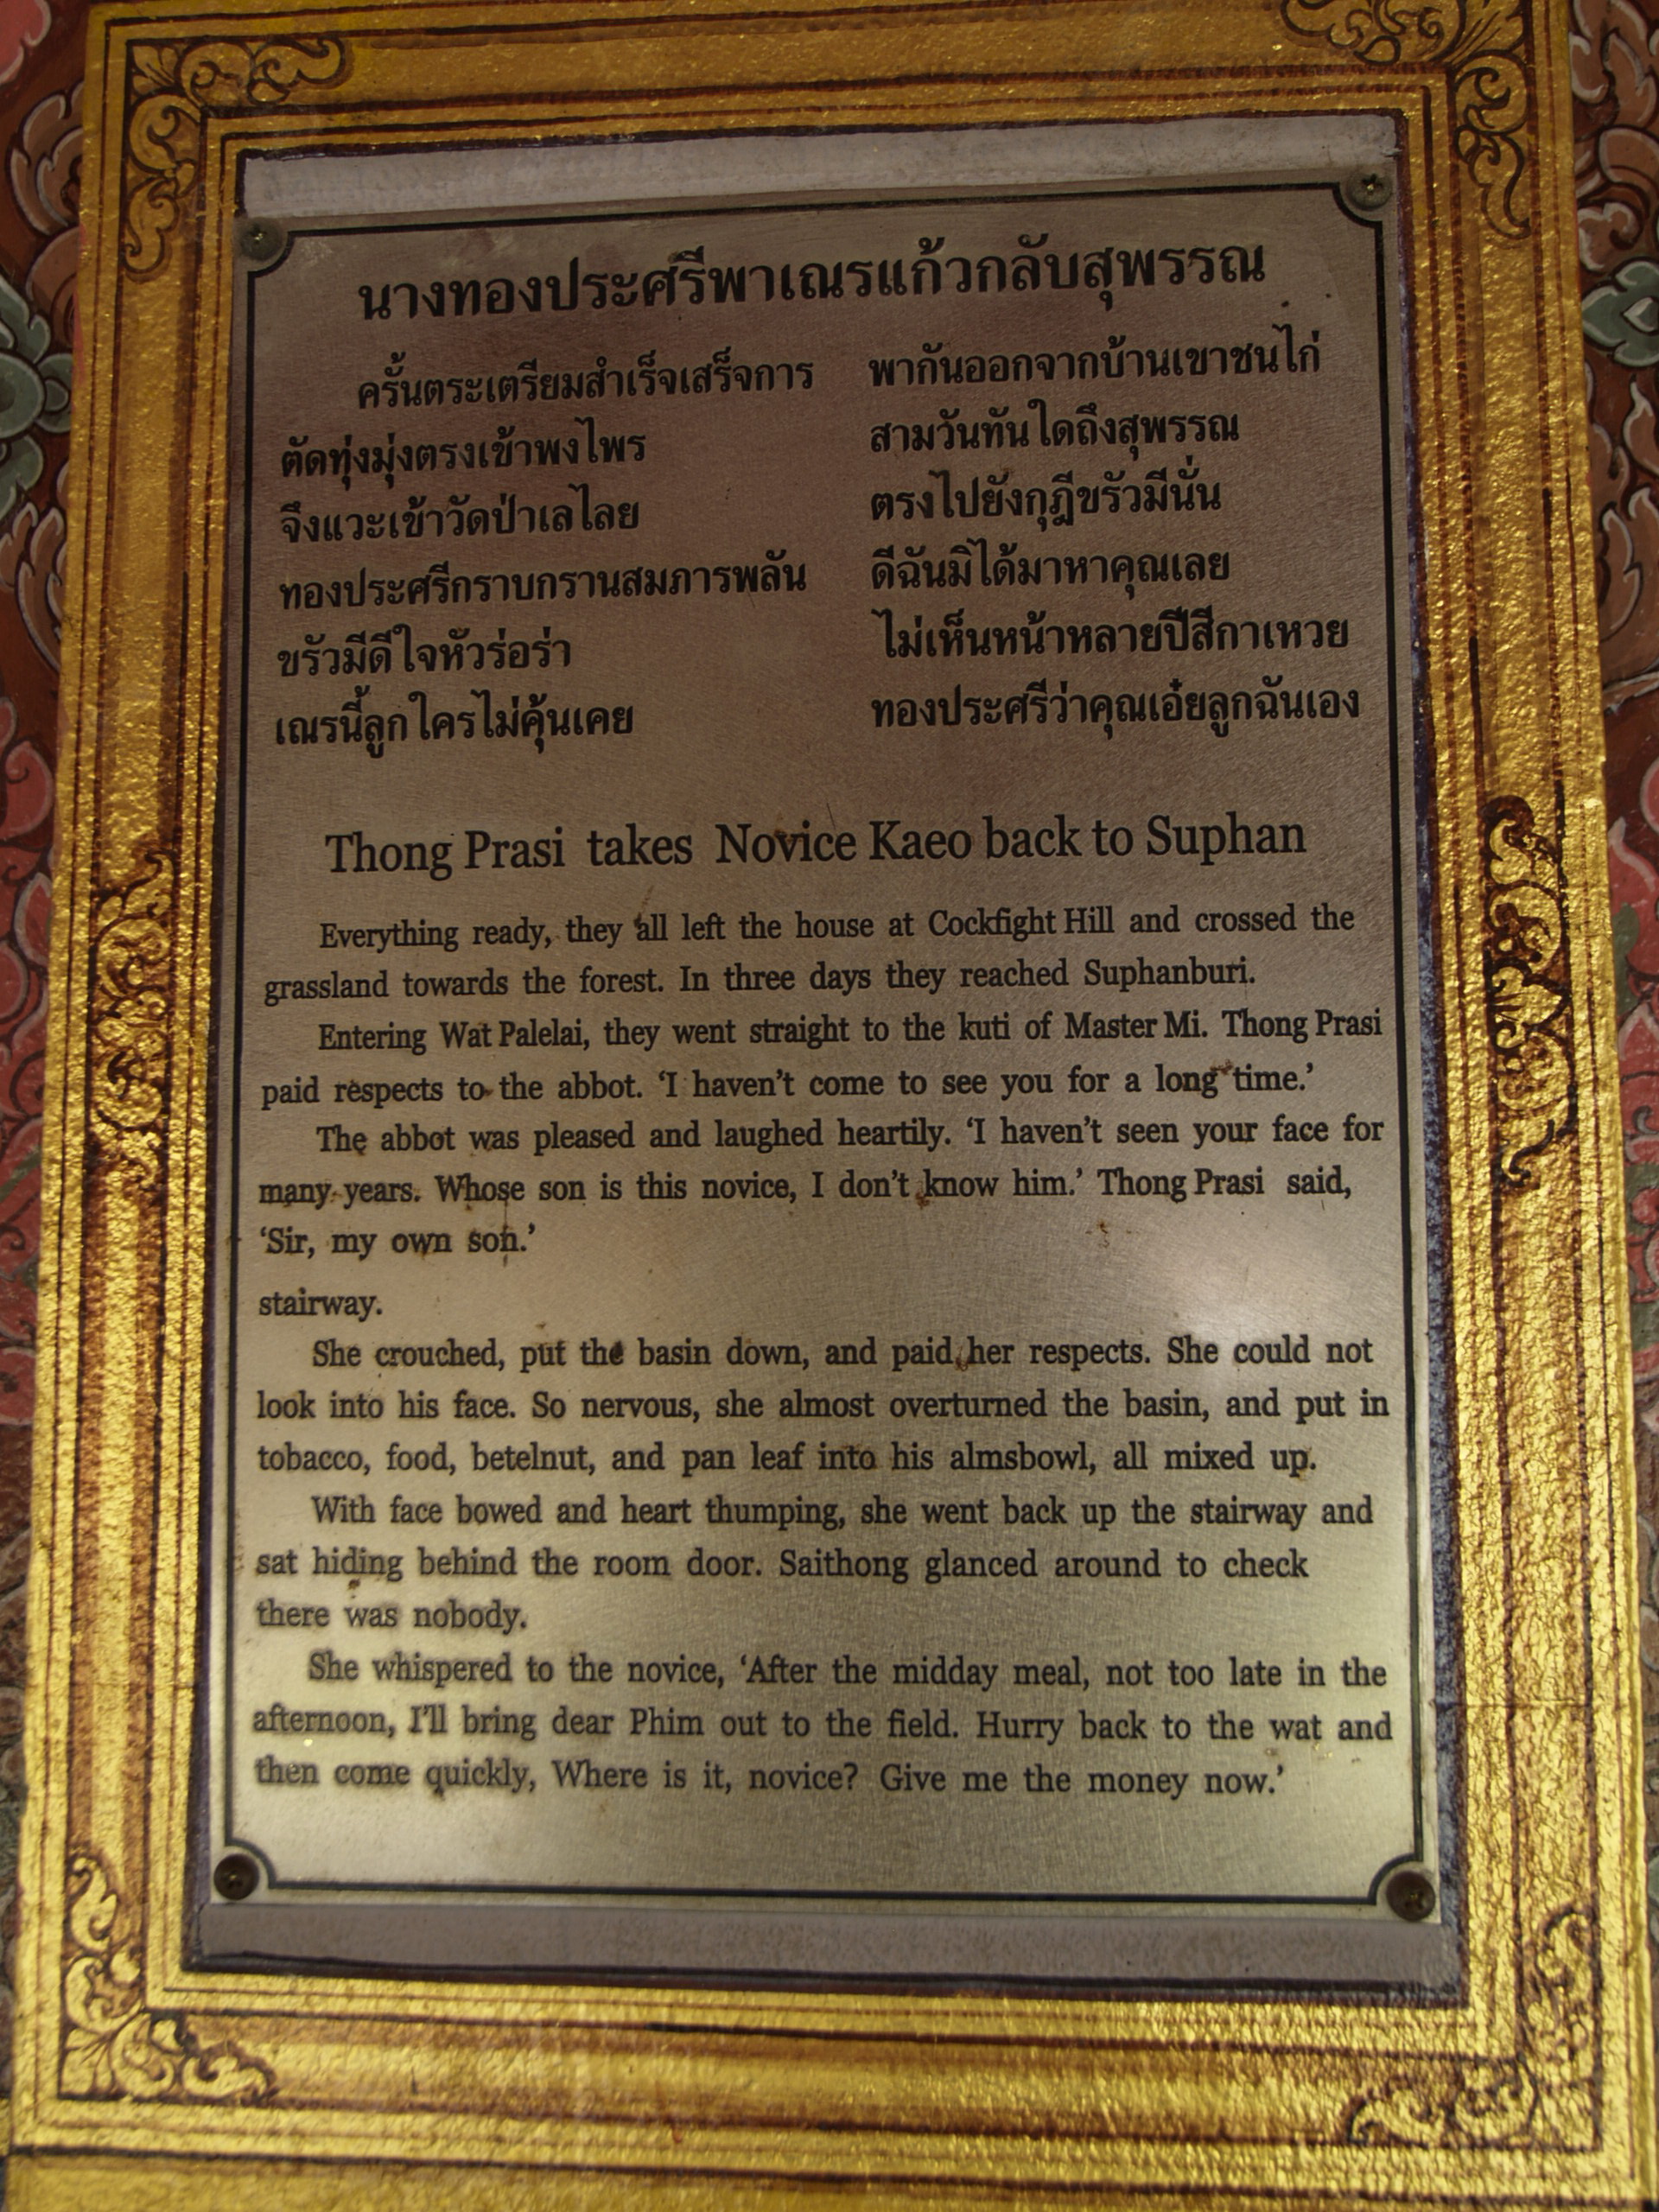 นางทองประศรีพาเณรแก้วกลับสุพรรณ
ครั้นตระเตรียมสำเร็จเสร็จการ พากันออกจากบ้านเขาชนไก่
ตัดทุ่งมุ่งตรงเข้าพงไพร สามวันทันใดถึงสุพรรณ
จึงแวะเข้าวัดป่าเลไลย ตรงไปยังกุฎีขรัวมีนั่น
ทองประศรีกราบกรานสมภารพลัน ดีฉันมิได้มาหาคุณเลย
ขรัวมีดีใจหัวร่อร่า ไม่เห็นหน้าหลายปีสีกาเหวย
เณรนี้ลูกใครไม่คุ้นเคย ทองประศรีว่าคุณเอ๋ยลูกฉันเอง
Thong Prasi takes Novice Kaeo back to Suphan
Everything ready, they all left the house at Cockfight Hill and crossed the
grassland towards the forest. In three days they reached Suphanburi.
Entering Wat Palelai, they went straight to the kuti of Master Mi. Thong Prasi
paid respects to the abbot. ‘I haven’t come to see you for a long time.’
The abbot was pleased and laughed heartily. ‘I haven’t seen your face for
many years. Whose son is this novice, I don’t know him.’ Thong Prasi said,
‘Sir, my own son.’
stairway.
She crouched, put the basin down, and paid her respects. She could not
look into his face. So nervous, she almost overturned the basin, and put in
tobacco, food, betelnut, and pan leaf into his almsbowl, all mixed up.
With face bowed and heart thumping, she went back up the stairway and
sat hiding behind the room door. Saithong glanced around to check
there was nobody.
She whispered to the novice, ‘After the midday meal, not too late in the
afternoon, I’ll bring dear Phim out to the field. Hurry back to the wat and
then come quickly, Where is it, novice? Give me the money now.’